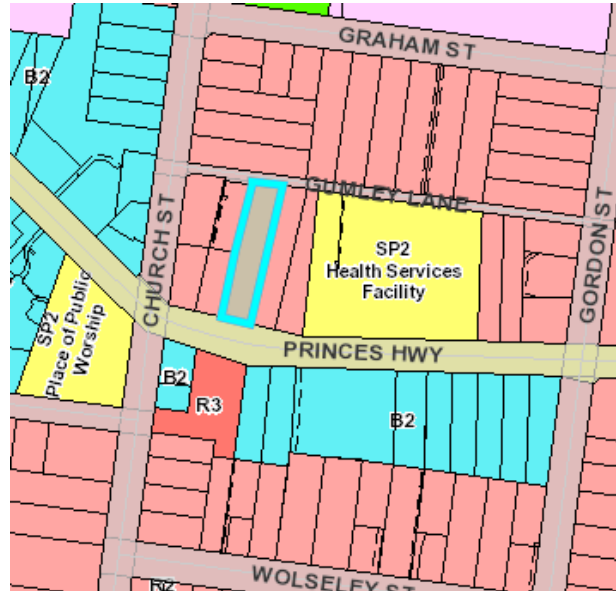 GRAHAM ST
B2
GUMLEY LANE
CHURCH ST
SP2
Health Services
Facility
GORDON ST
SP2
Place of Public
Worship
PRINCES HWY
B2
R3
B2
WOLSELEY ST